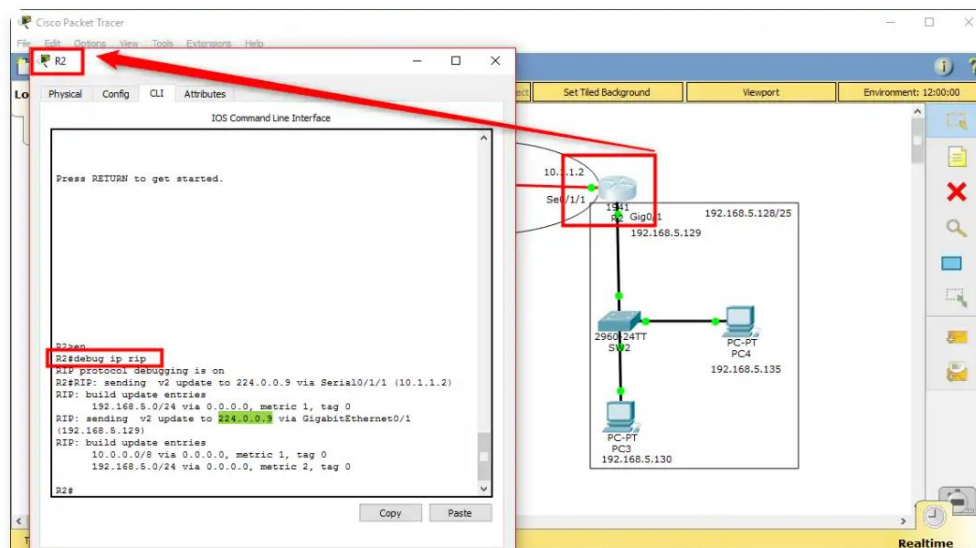 Cisco Packet Tracer
File Edit Options View Tools Extensions Help
R2
Physical Config CLI Attributes
IOS Command Line Interface
Press RETURN to get started.
R2>en
R2#debug ip rip
RIP protocol debugging is on
R2#RIP: sending v2 update to 224.0.0.9 via Serial0/1/1 (10.1.1.2)
RIP: build update entries
192.168.5.0/24 via 0.0.0.0, metric 1, tag 0
RIP: sending v2 update to 224.0.0.9 via GigabitEthernet0/1
(192.168.5.129)
RIP: build update entries
10.0.0.0/8 via 0.0.0.0, metric 1, tag 0
192.168.5.0/24 via 0.0.0.0, metric 2, tag 0
R2#
Copy Paste
Set Tiled Background Viewport Environment: 12:00:00
10.1.1.2
Se0/1/1
1941
R2 Gig0/1
192.168.5.128/25
192.168.5.129
2960-24TT
SW2
PC-PT
PC4
192.168.5.135
PC-PT
PC3
192.168.5.130
Realtime